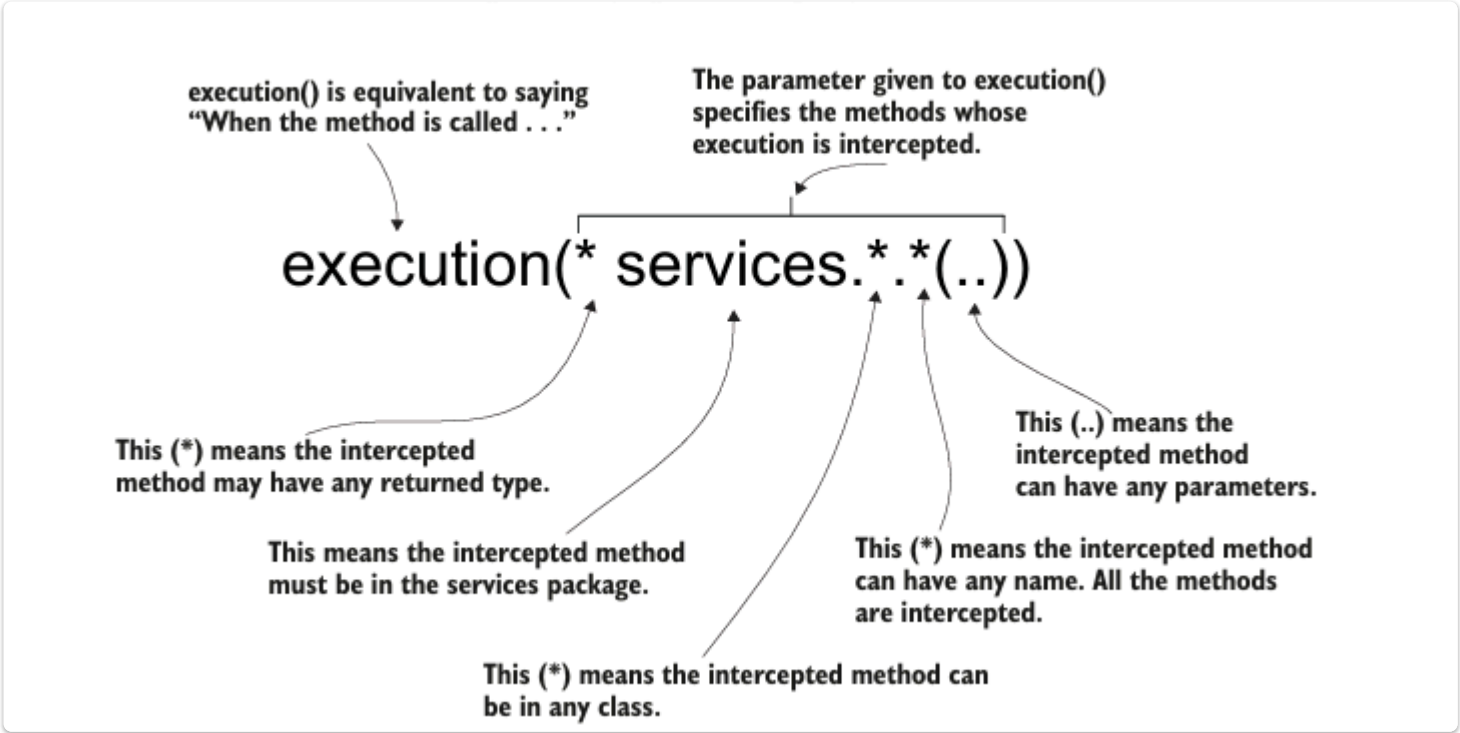 execution() is equivalent to saying
“When the method is called . . .”
The parameter given to execution()
specifies the methods whose
execution is intercepted.
execution(* services.*.*(..))
This (*) means the intercepted
method may have any returned type.
This means the intercepted method
must be in the services package.
This (*) means the intercepted method can
be in any class.
This (*) means the intercepted method
can have any name. All the methods
are intercepted.
This (..) means the
intercepted method
can have any parameters.